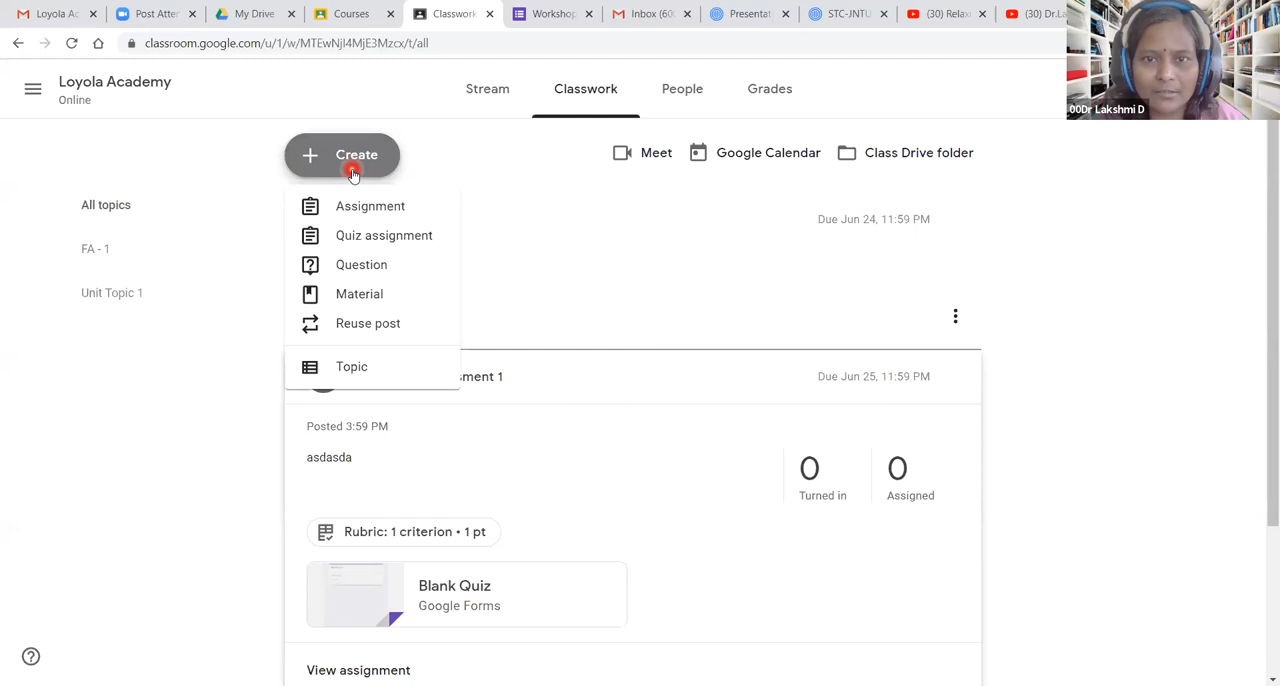 Loyola Ac
Post Atter
My Drive
Courses
Classwork
Workshop
Inbox (60
Presentat
STC-JNTU
(30) Relax
(30) Dr.La
classroom.google.com/u/1/w/MTEwNjI4MjE3Mzcx/t/all
Loyola Academy
Online
Stream
Classwork
People
Grades
00Dr Lakshmi D
Create
Meet
Google Calendar
Class Drive folder
All topics
FA - 1
Unit Topic 1
Assignment
Quiz assignment
Question
Material
Reuse post
Topic
Due Jun 24, 11:59 PM
sment 1
Due Jun 25, 11:59 PM
Posted 3:59 PM
asdasda
0
Turned in
0
Assigned
Rubric: 1 criterion • 1 pt
Blank Quiz
Google Forms
View assignment